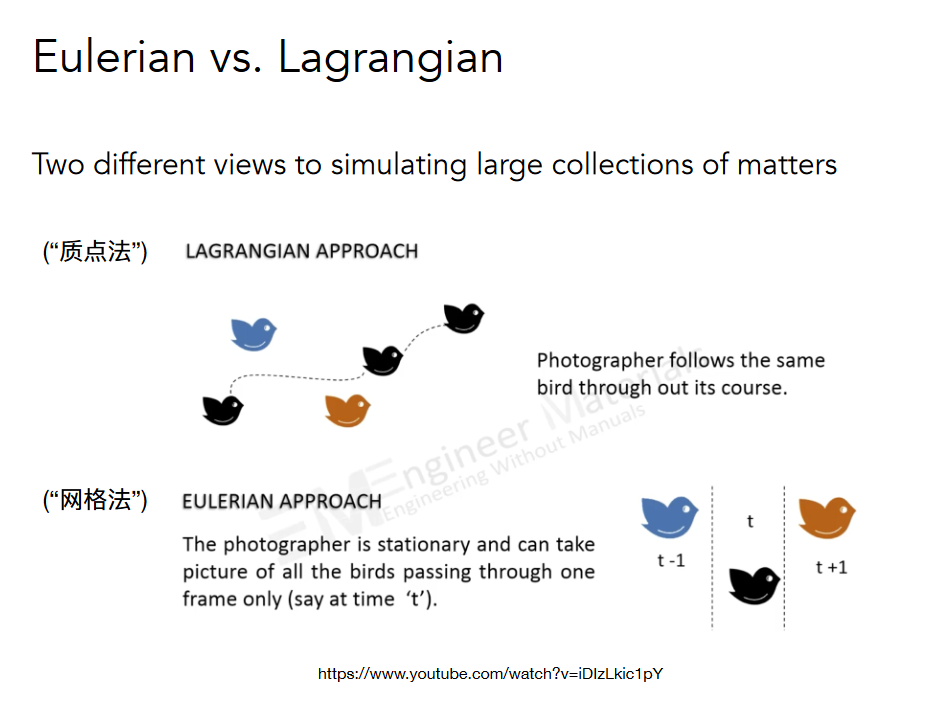 Eulerian vs. Lagrangian
Two different views to simulating large collections of matters
(“质点法”) LAGRANGIAN APPROACH
Photographer follows the same
bird through out its course.
Engineer Materials
Engineering Without Manuals
(“网格法”) EULERIAN APPROACH
The photographer is stationary and can take
picture of all the birds passing through one
frame only (say at time ‘t’).
t
t -1
t +1
https://www.youtube.com/watch?v=iDIzLkic1pY